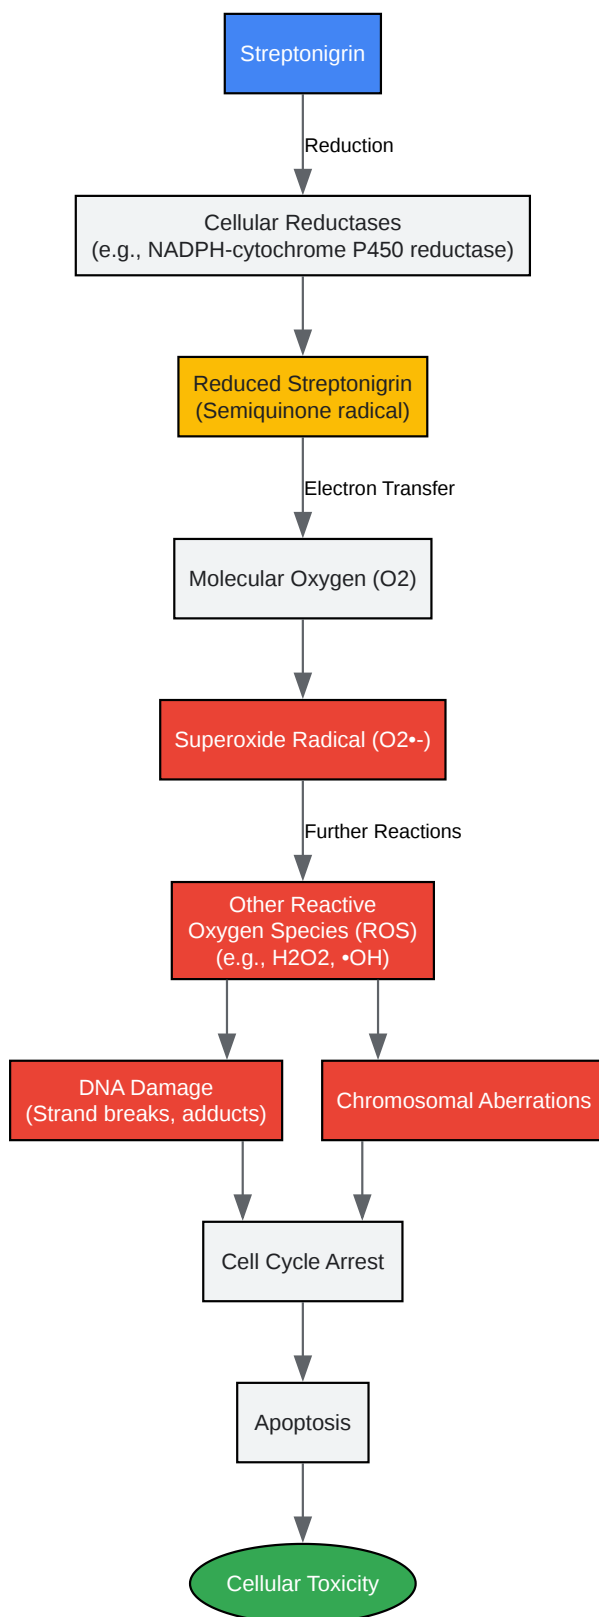 Streptonigrin
Reduction
Cellular Reductases
(e.g., NADPH-cytochrome P450 reductase)
Reduced Streptonigrin
(Semiquinone radical)
Electron Transfer
Molecular Oxygen (O2)
Superoxide Radical (O2•-)
Further Reactions
Other Reactive
Oxygen Species (ROS)
(e.g., H2O2, •OH)
DNA Damage
(Strand breaks, adducts)
Chromosomal Aberrations
Cell Cycle Arrest
Apoptosis
Cellular Toxicity